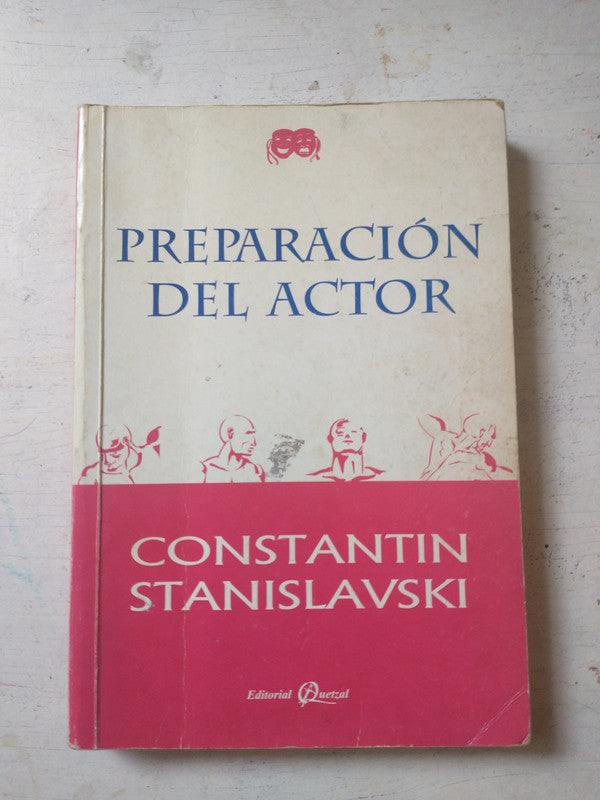 PREPARACIÓN
DEL ACTOR
CONSTANTIN
STANISLAVSKI
Editorial Quetzal